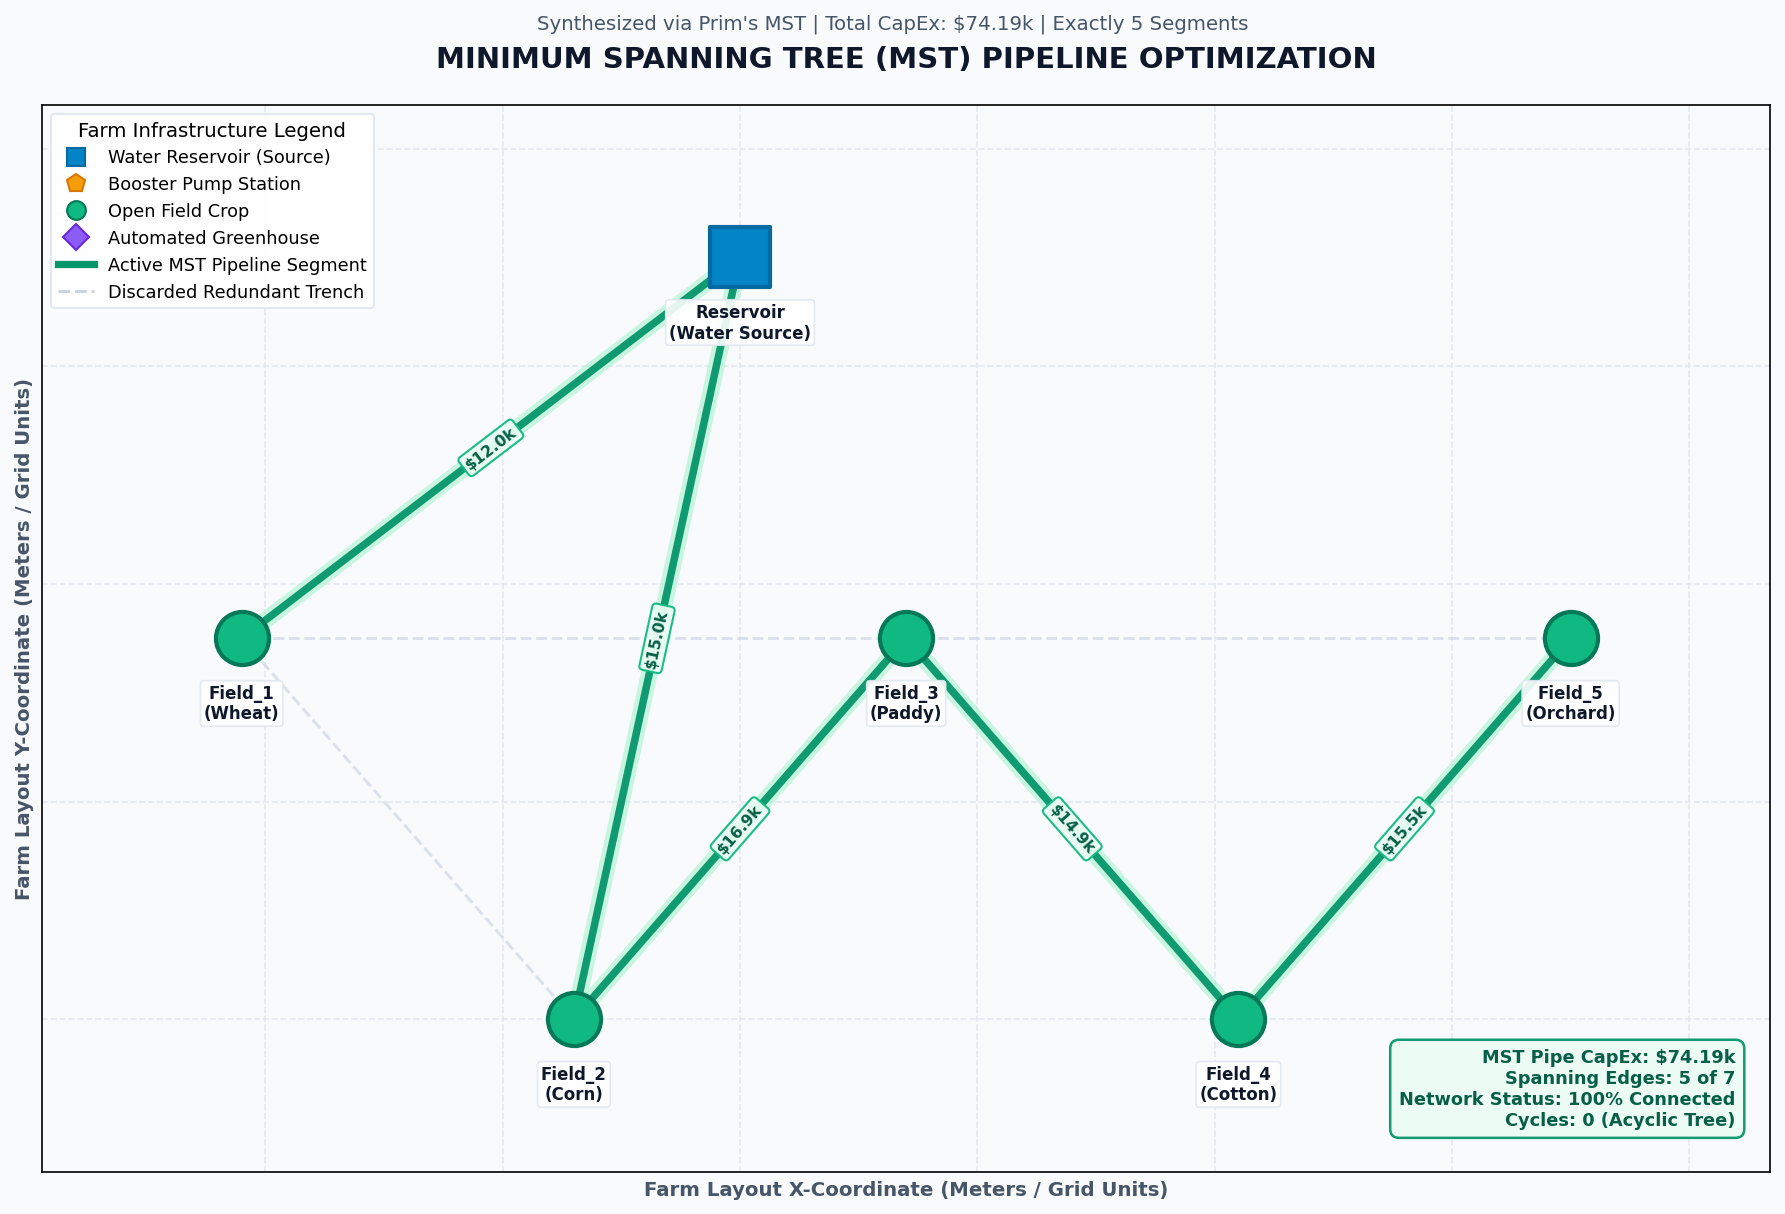 Synthesized via Prim's MST | Total CapEx: $74.19k | Exactly 5 Segments
MINIMUM SPANNING TREE (MST) PIPELINE OPTIMIZATION
Farm Infrastructure Legend
Water Reservoir (Source)
Booster Pump Station
Open Field Crop
Automated Greenhouse
Active MST Pipeline Segment
Discarded Redundant Trench
Reservoir
(Water Source)
$12.0k
$15.0k
Field_1
(Wheat)
Field_3
(Paddy)
Field_5
(Orchard)
$16.9k
$14.9k
$15.5k
Field_2
(Corn)
Field_4
(Cotton)
MST Pipe CapEx: $74.19k
Spanning Edges: 5 of 7
Network Status: 100% Connected
Cycles: 0 (Acyclic Tree)
Farm Layout X-Coordinate (Meters / Grid Units)
Farm Layout Y-Coordinate (Meters / Grid Units)